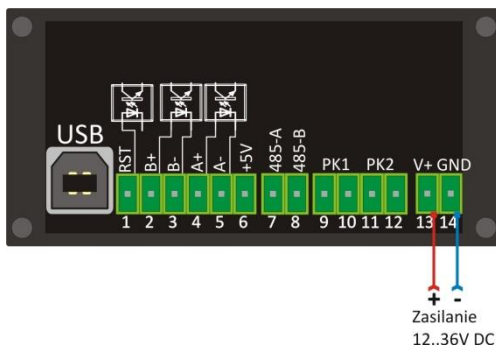 USB
RST
B+
B-
A+
A-
+5V
485-A
485-B
PK1 PK2
V+ GND
1 2 3 4 5 6 7 8 9 10 11 12 13 14
+ -
Zasilanie
12..36V DC